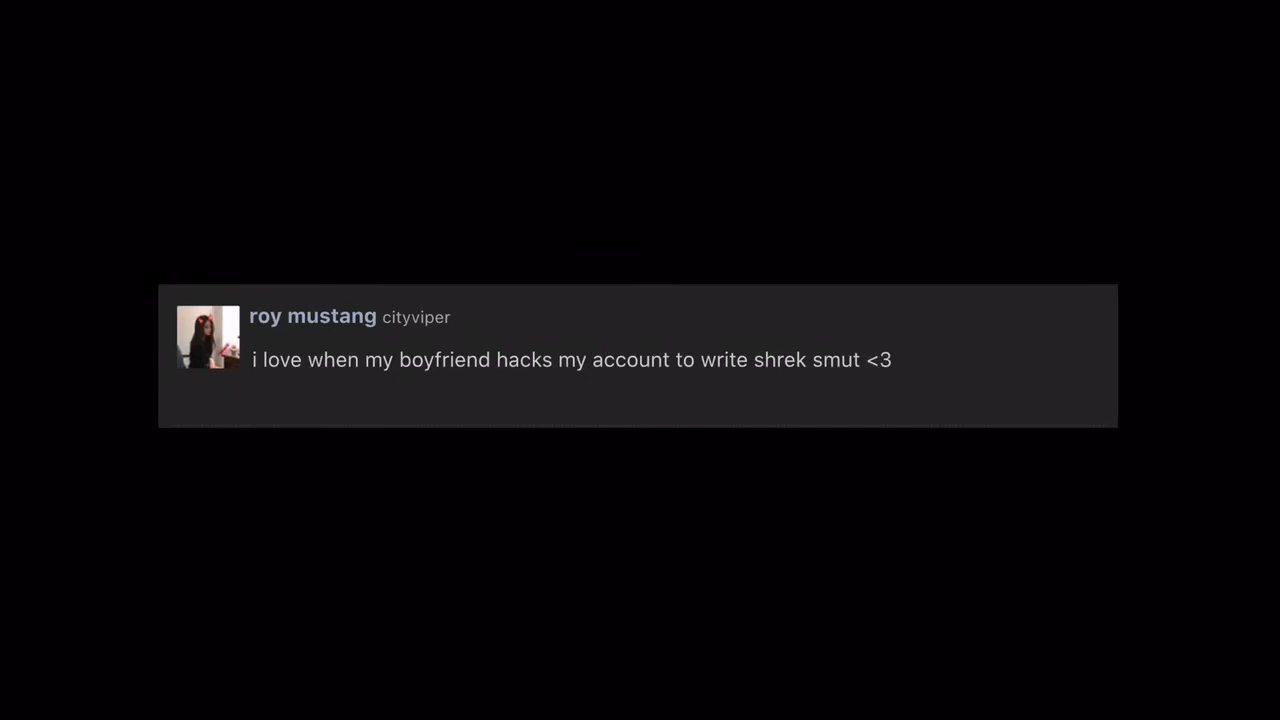 roy mustang cityviper
i love when my boyfriend hacks my account to write shrek smut <3